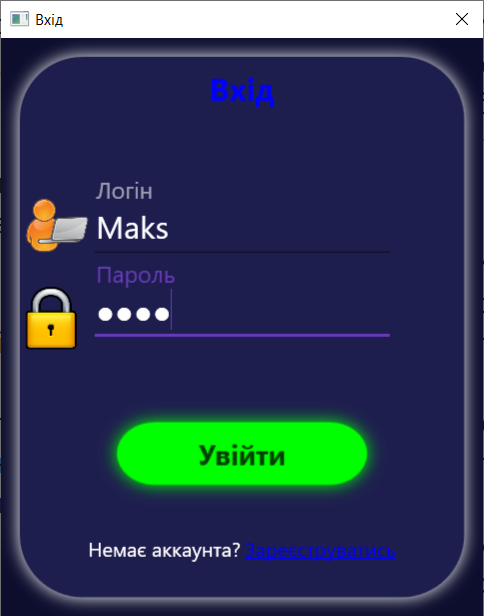 Вхід
Вхід
Логін
Maks
Пароль
••••
Увійти
Немає аккаунта? Зареєструватись